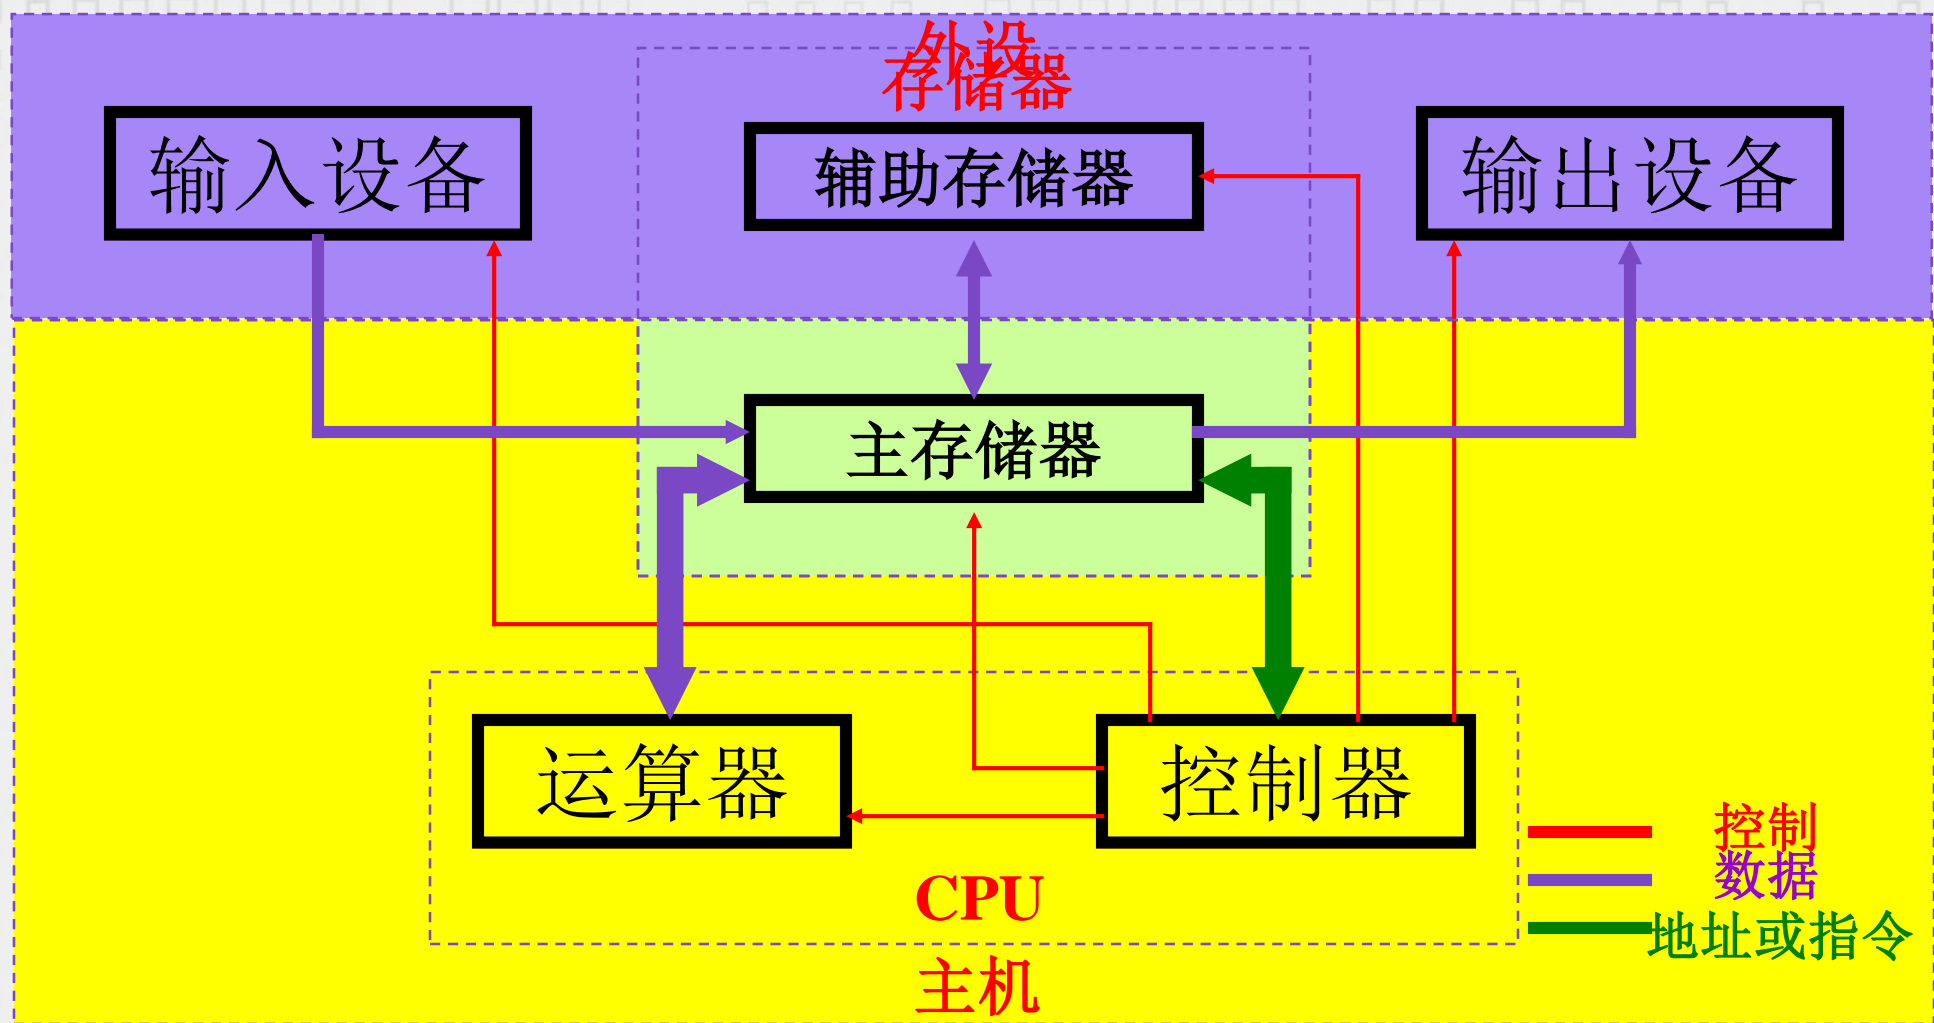 外设
存储器
输入设备
辅助存储器
输出设备
主存储器
运算器
控制器
控制
数据
CPU
地址或指令
主机